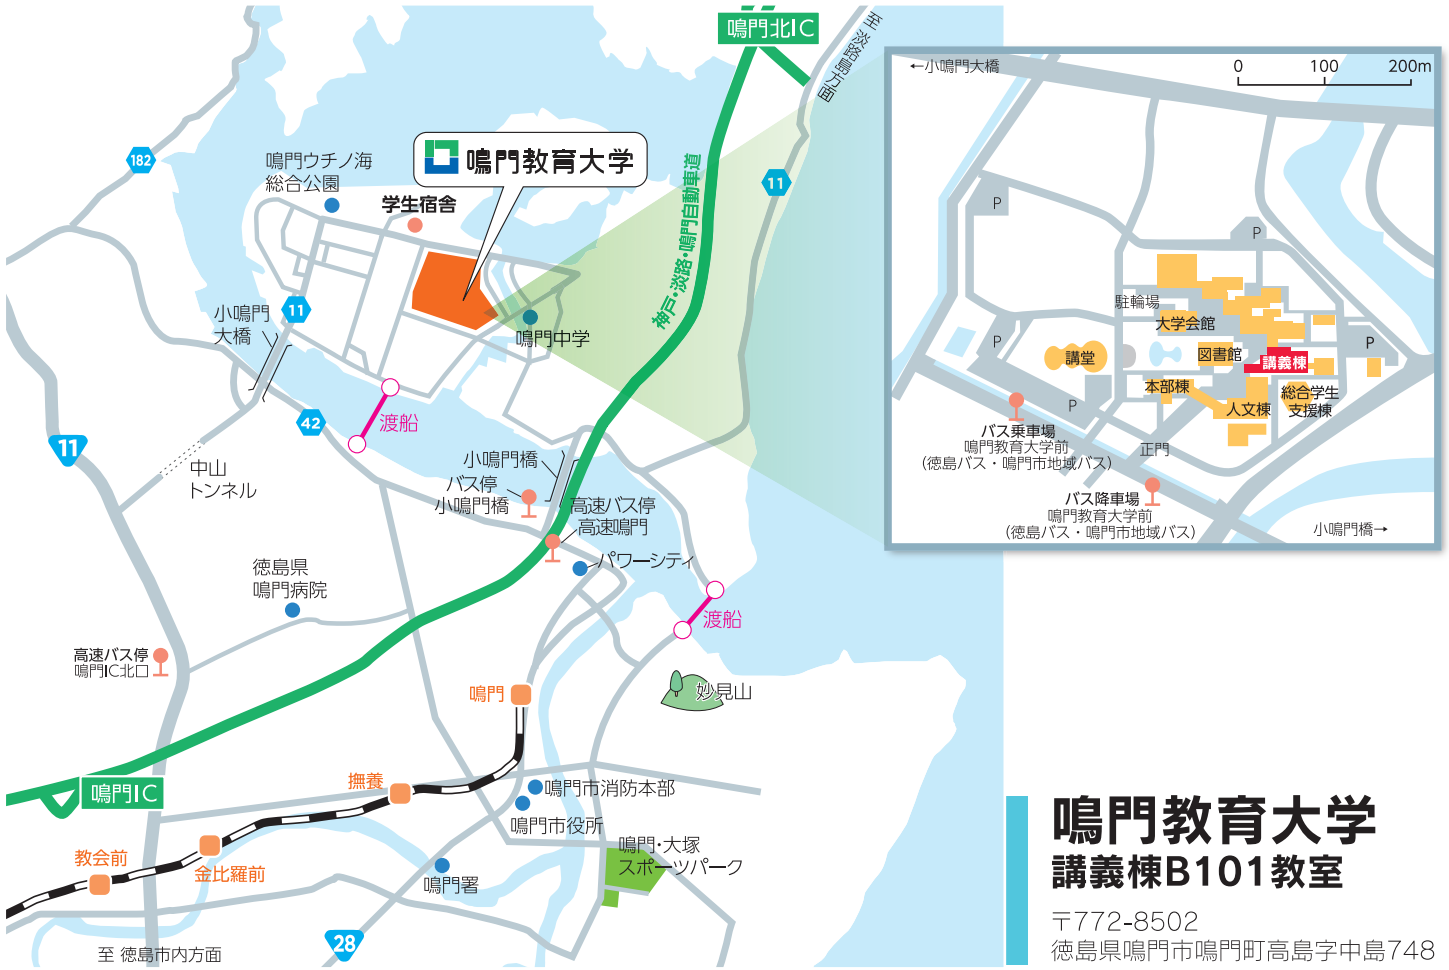 鳴門北IC
至 淡路島方面
182
鳴門ウチノ海
総合公園
鳴門教育大学
学生宿舎
11
神戸・淡路・鳴門自動車道
小鳴門
大橋
11
鳴門中学
42
渡船
11
中山
トンネル
小鳴門橋
バス停
小鳴門橋
高速バス停
高速鳴門
パワーシティ
徳島県
鳴門病院
渡船
高速バス停
鳴門IC北口
妙見山
鳴門
撫養
鳴門IC
鳴門市消防本部
鳴門市役所
鳴門・大塚
スポーツパーク
教会前
金比羅前
鳴門署
28
至 徳島市内方面
←小鳴門大橋
0 100 200m
P
P
駐輪場
大学会館
P
講堂
図書館
講義棟
P
本部棟
総合学生
支援棟
人文棟
P
バス乗車場
鳴門教育大学前
(徳島バス・鳴門市地域バス)
正門
バス降車場
鳴門教育大学前
(徳島バス・鳴門市地域バス)
小鳴門橋→
鳴門教育大学
講義棟B101教室
〒772-8502
徳島県鳴門市鳴門町高島字中島748